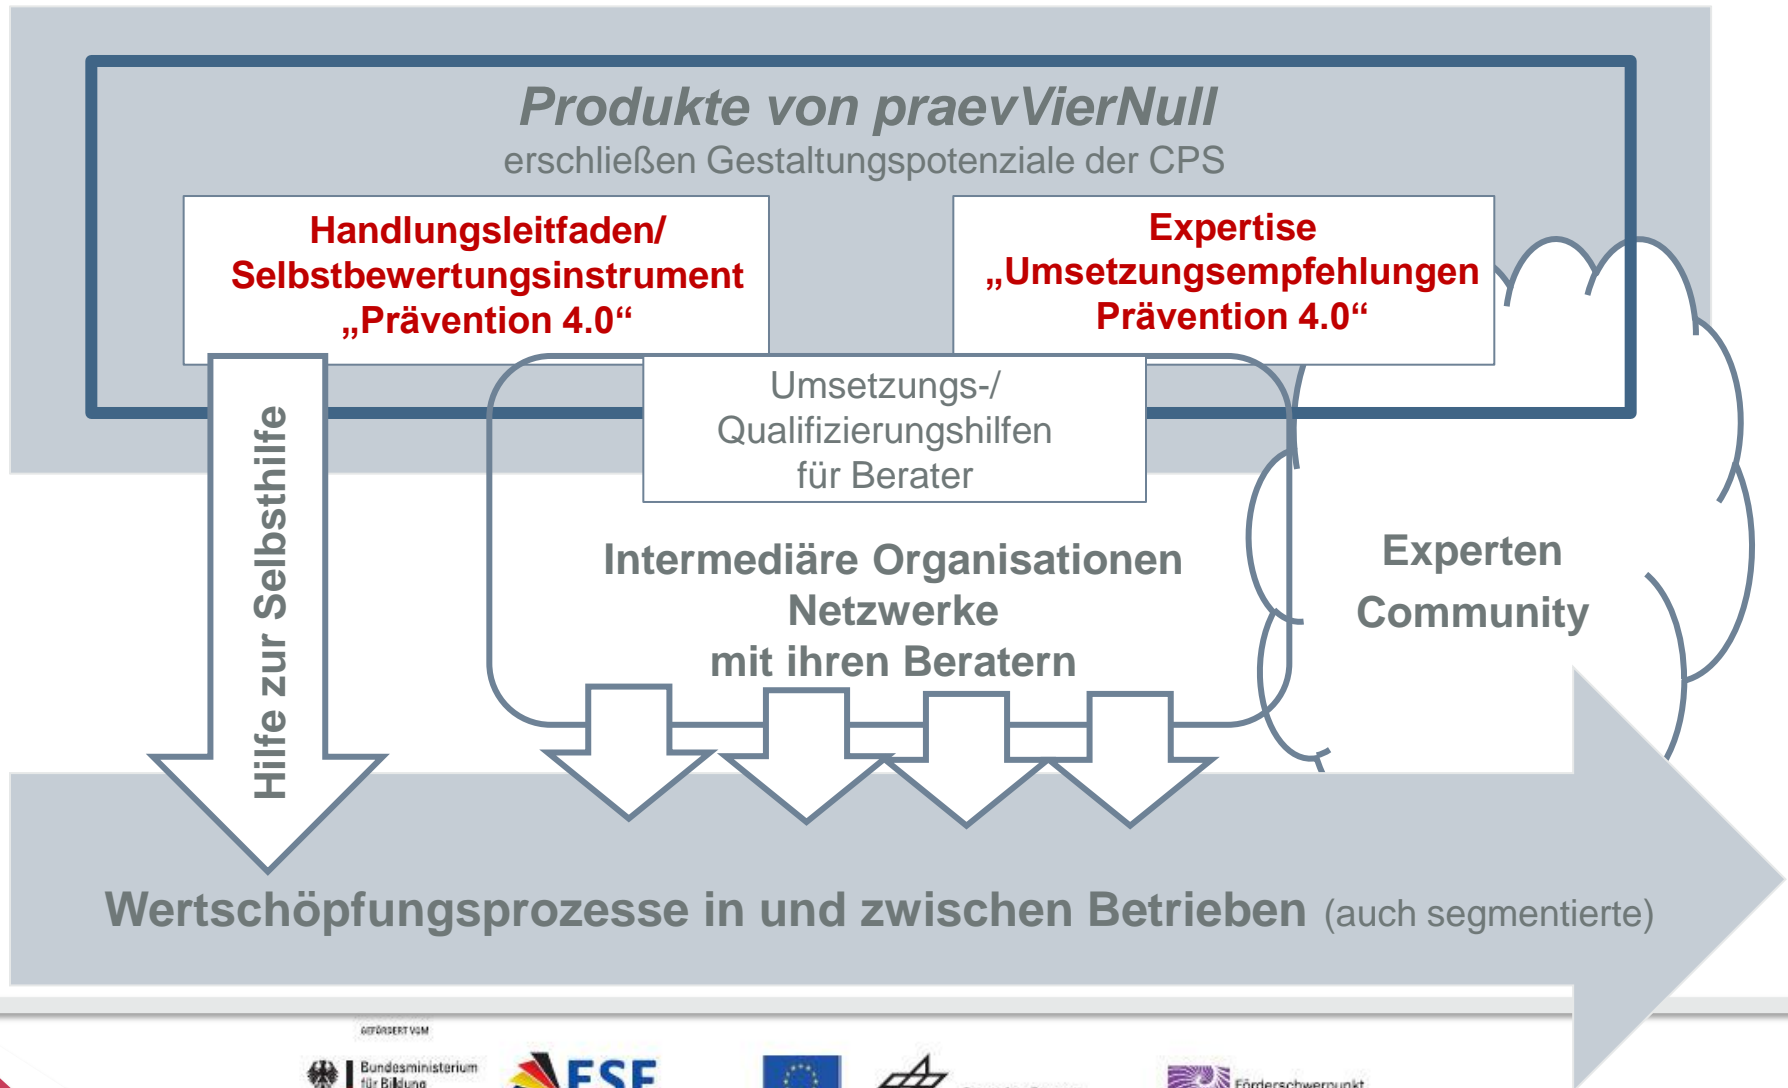 Produkte von praevVierNull
erschließen Gestaltungspotenziale der CPS
Handlungsleitfaden/
Selbstbewertungsinstrument
„Prävention 4.0“
Expertise
„Umsetzungsempfehlungen
Prävention 4.0“
Umsetzungs-/
Qualifizierungshilfen
für Berater
Hilfe zur Selbsthilfe
Intermediäre Organisationen
Netzwerke
mit ihren Beratern
Experten
Community
Wertschöpfungsprozesse in und zwischen Betrieben (auch segmentierte)
GEFÖRDERT VOM
Bundesministerium
für Bildung
ESF
Förderschwerpunkt